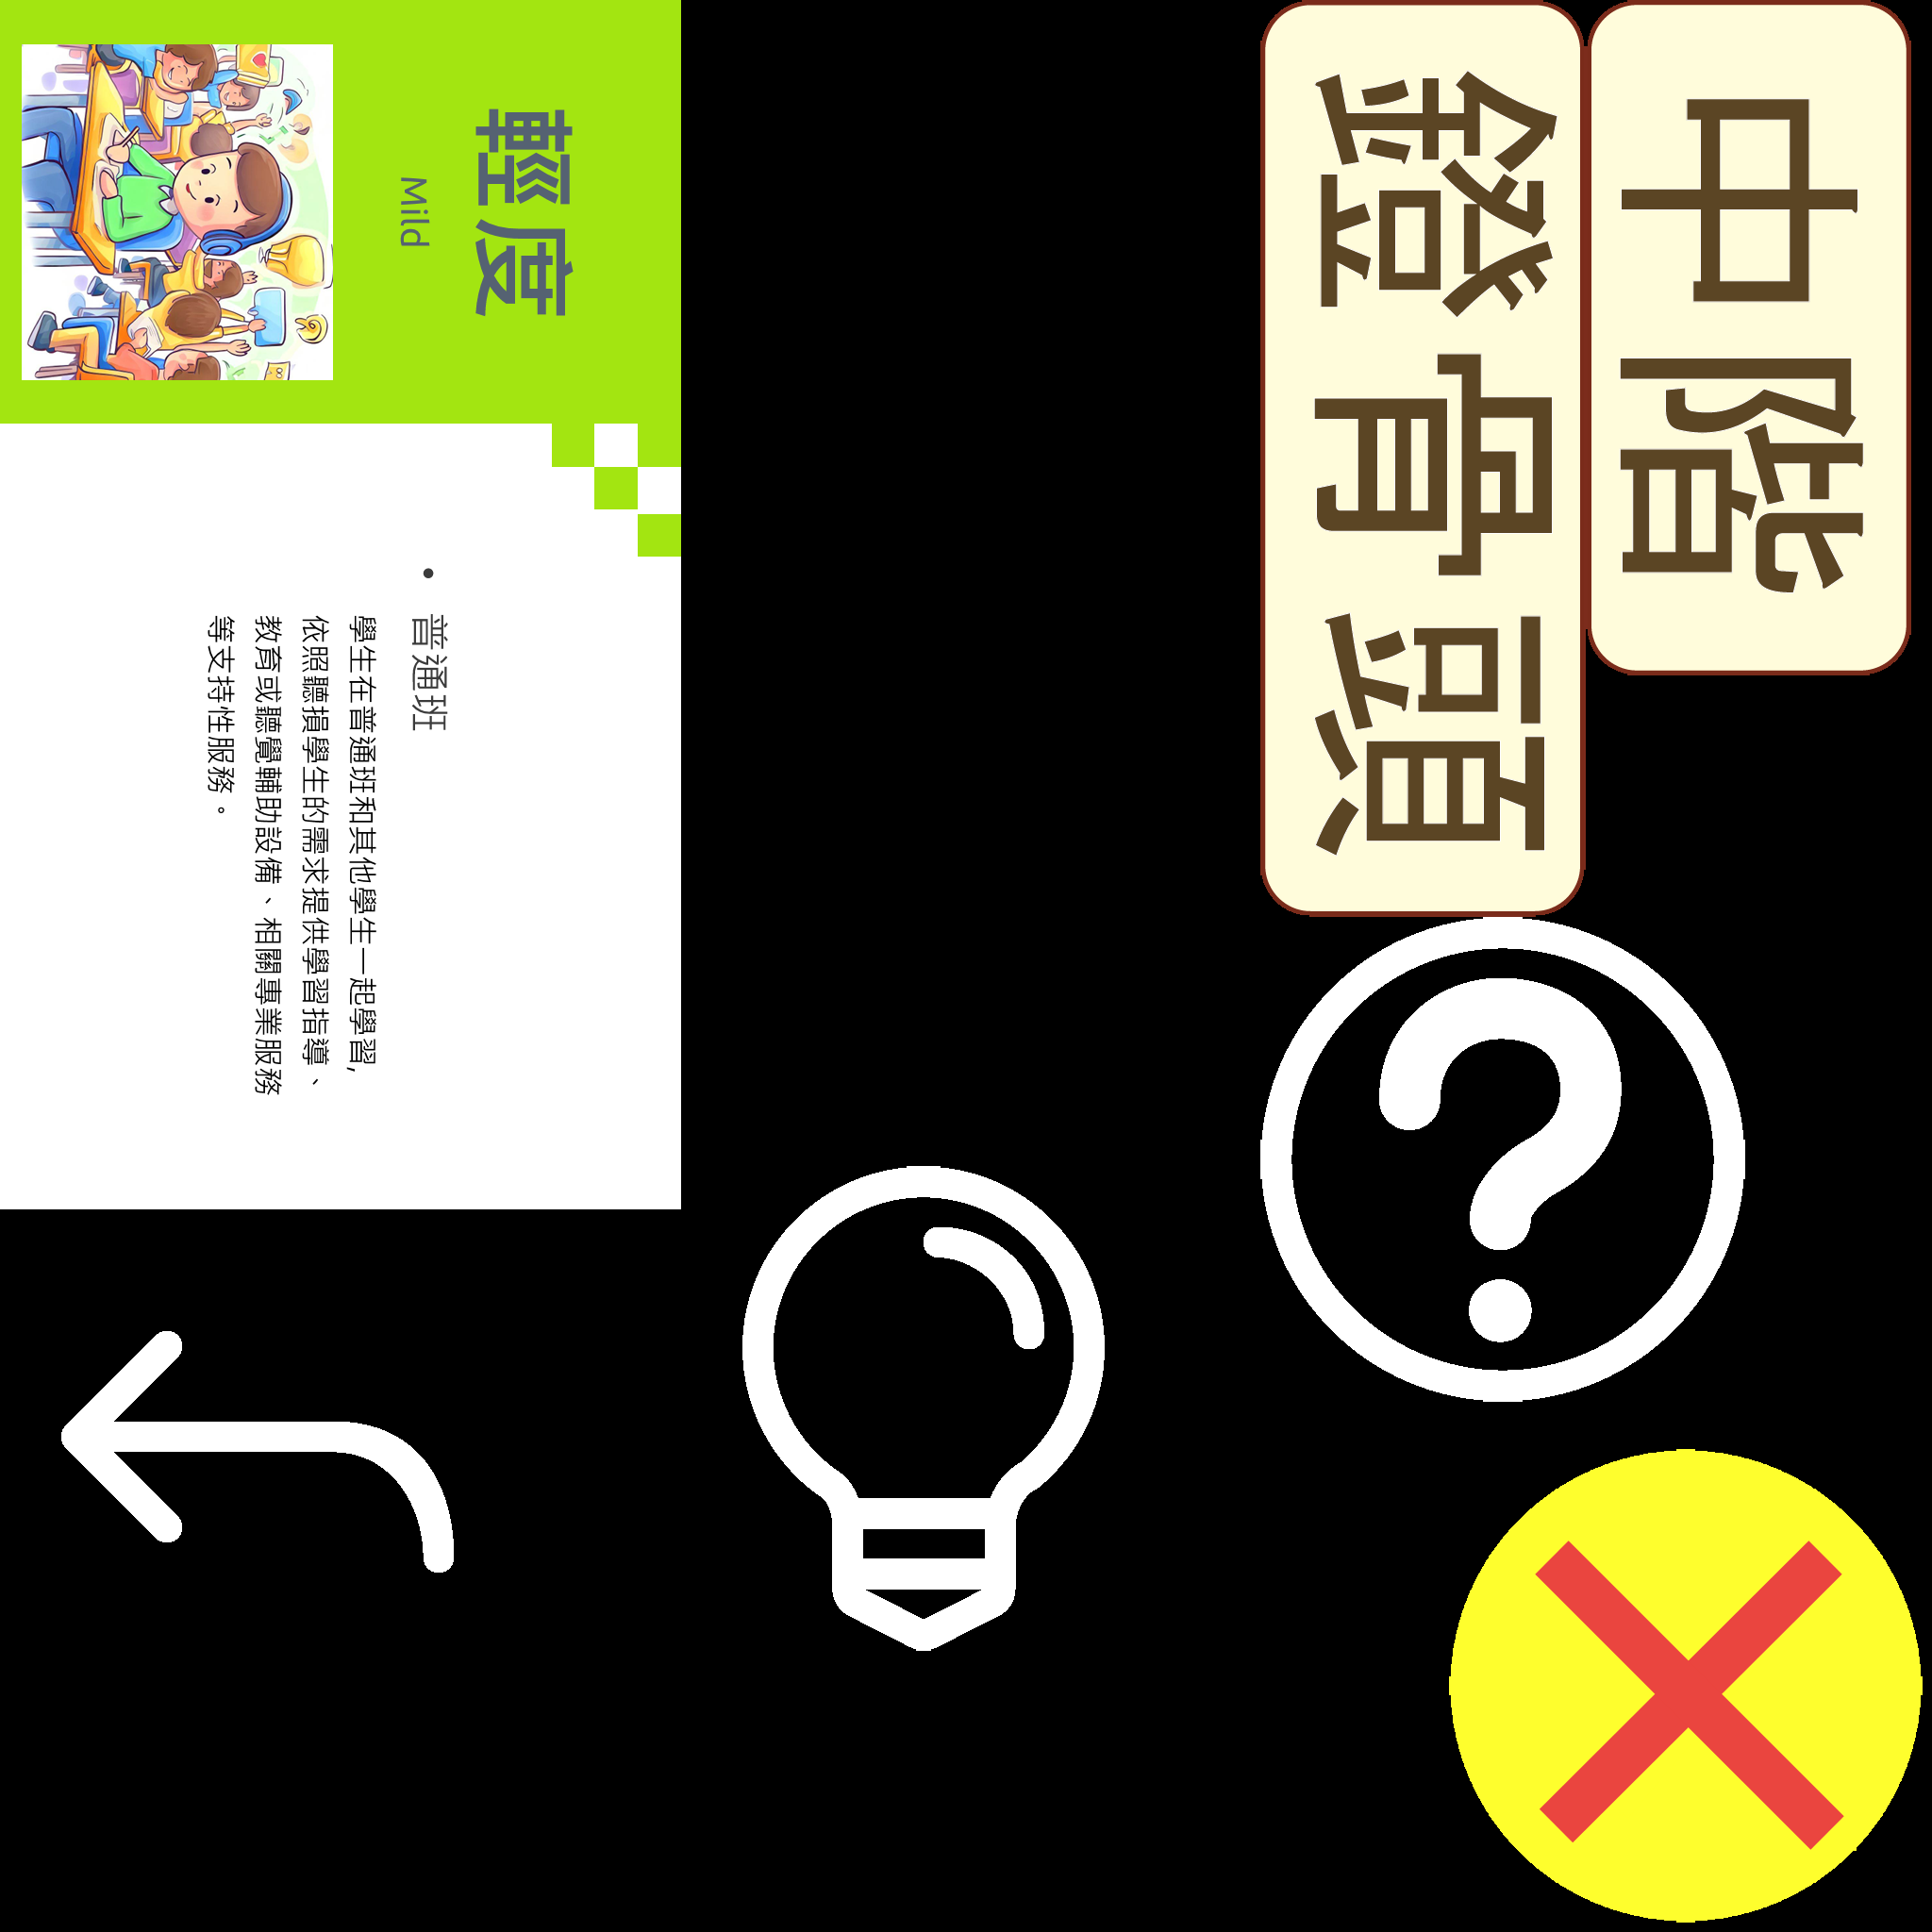 輕度
Mild
• 普通班
學生在普通班和其他學生一起學習,
依照聽損學生的需求提供學習指導、
教育或聽覺輔助設備、相關專業服務
等支持性服務。
中階
鐙骨頭
?